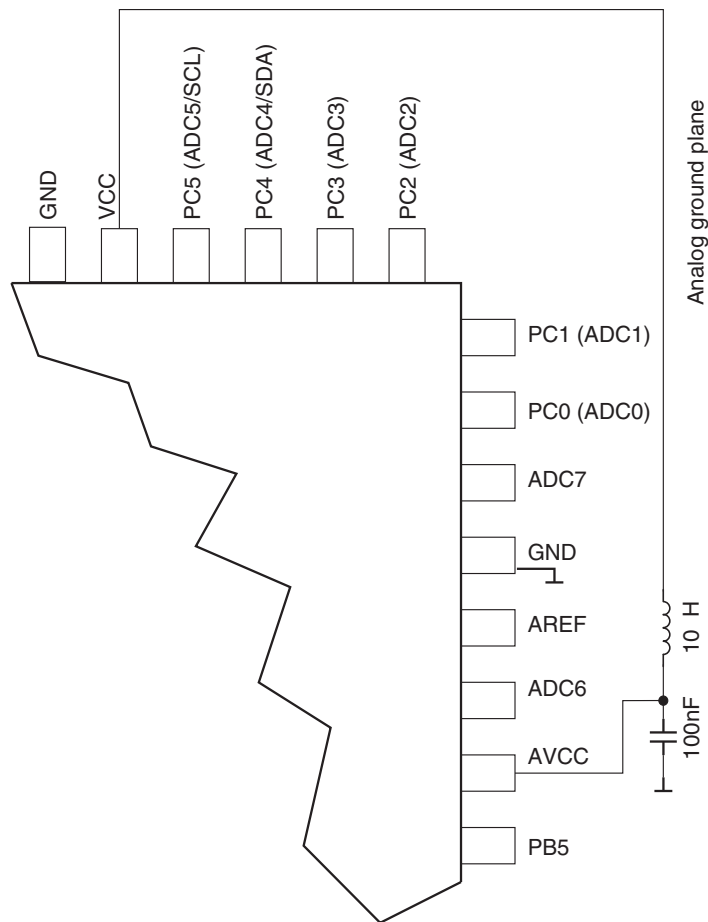 GND
VCC
PC5 (ADC5/SCL)
PC4 (ADC4/SDA)
PC3 (ADC3)
PC2 (ADC2)
Analog ground plane
PC1 (ADC1)
PC0 (ADC0)
ADC7
GND
AREF
ADC6
AVCC
PB5
10 H
100nF